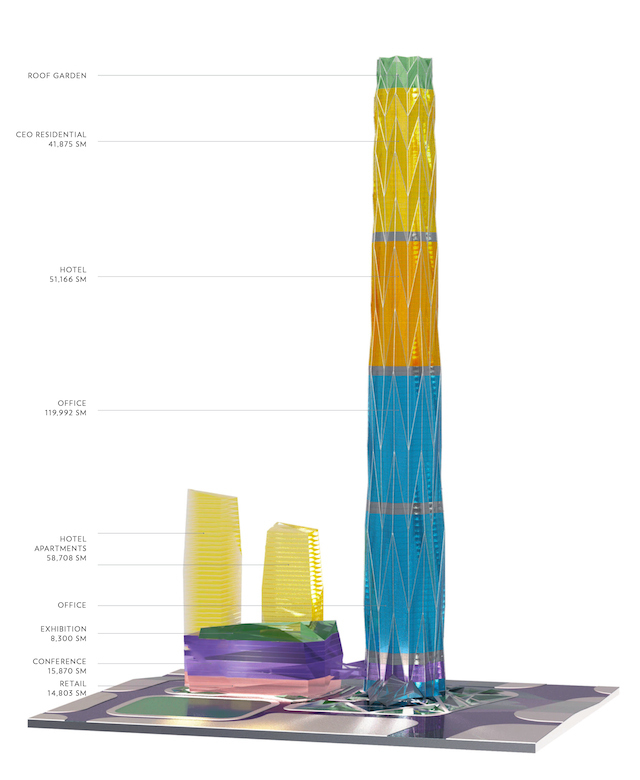 ROOF GARDEN
CEO RESIDENTIAL
41,875 SM
HOTEL
51,166 SM
OFFICE
119,992 SM
HOTEL
APARTMENTS
58,708 SM
OFFICE
EXHIBITION
8,300 SM
CONFERENCE
15,870 SM
RETAIL
14,803 SM